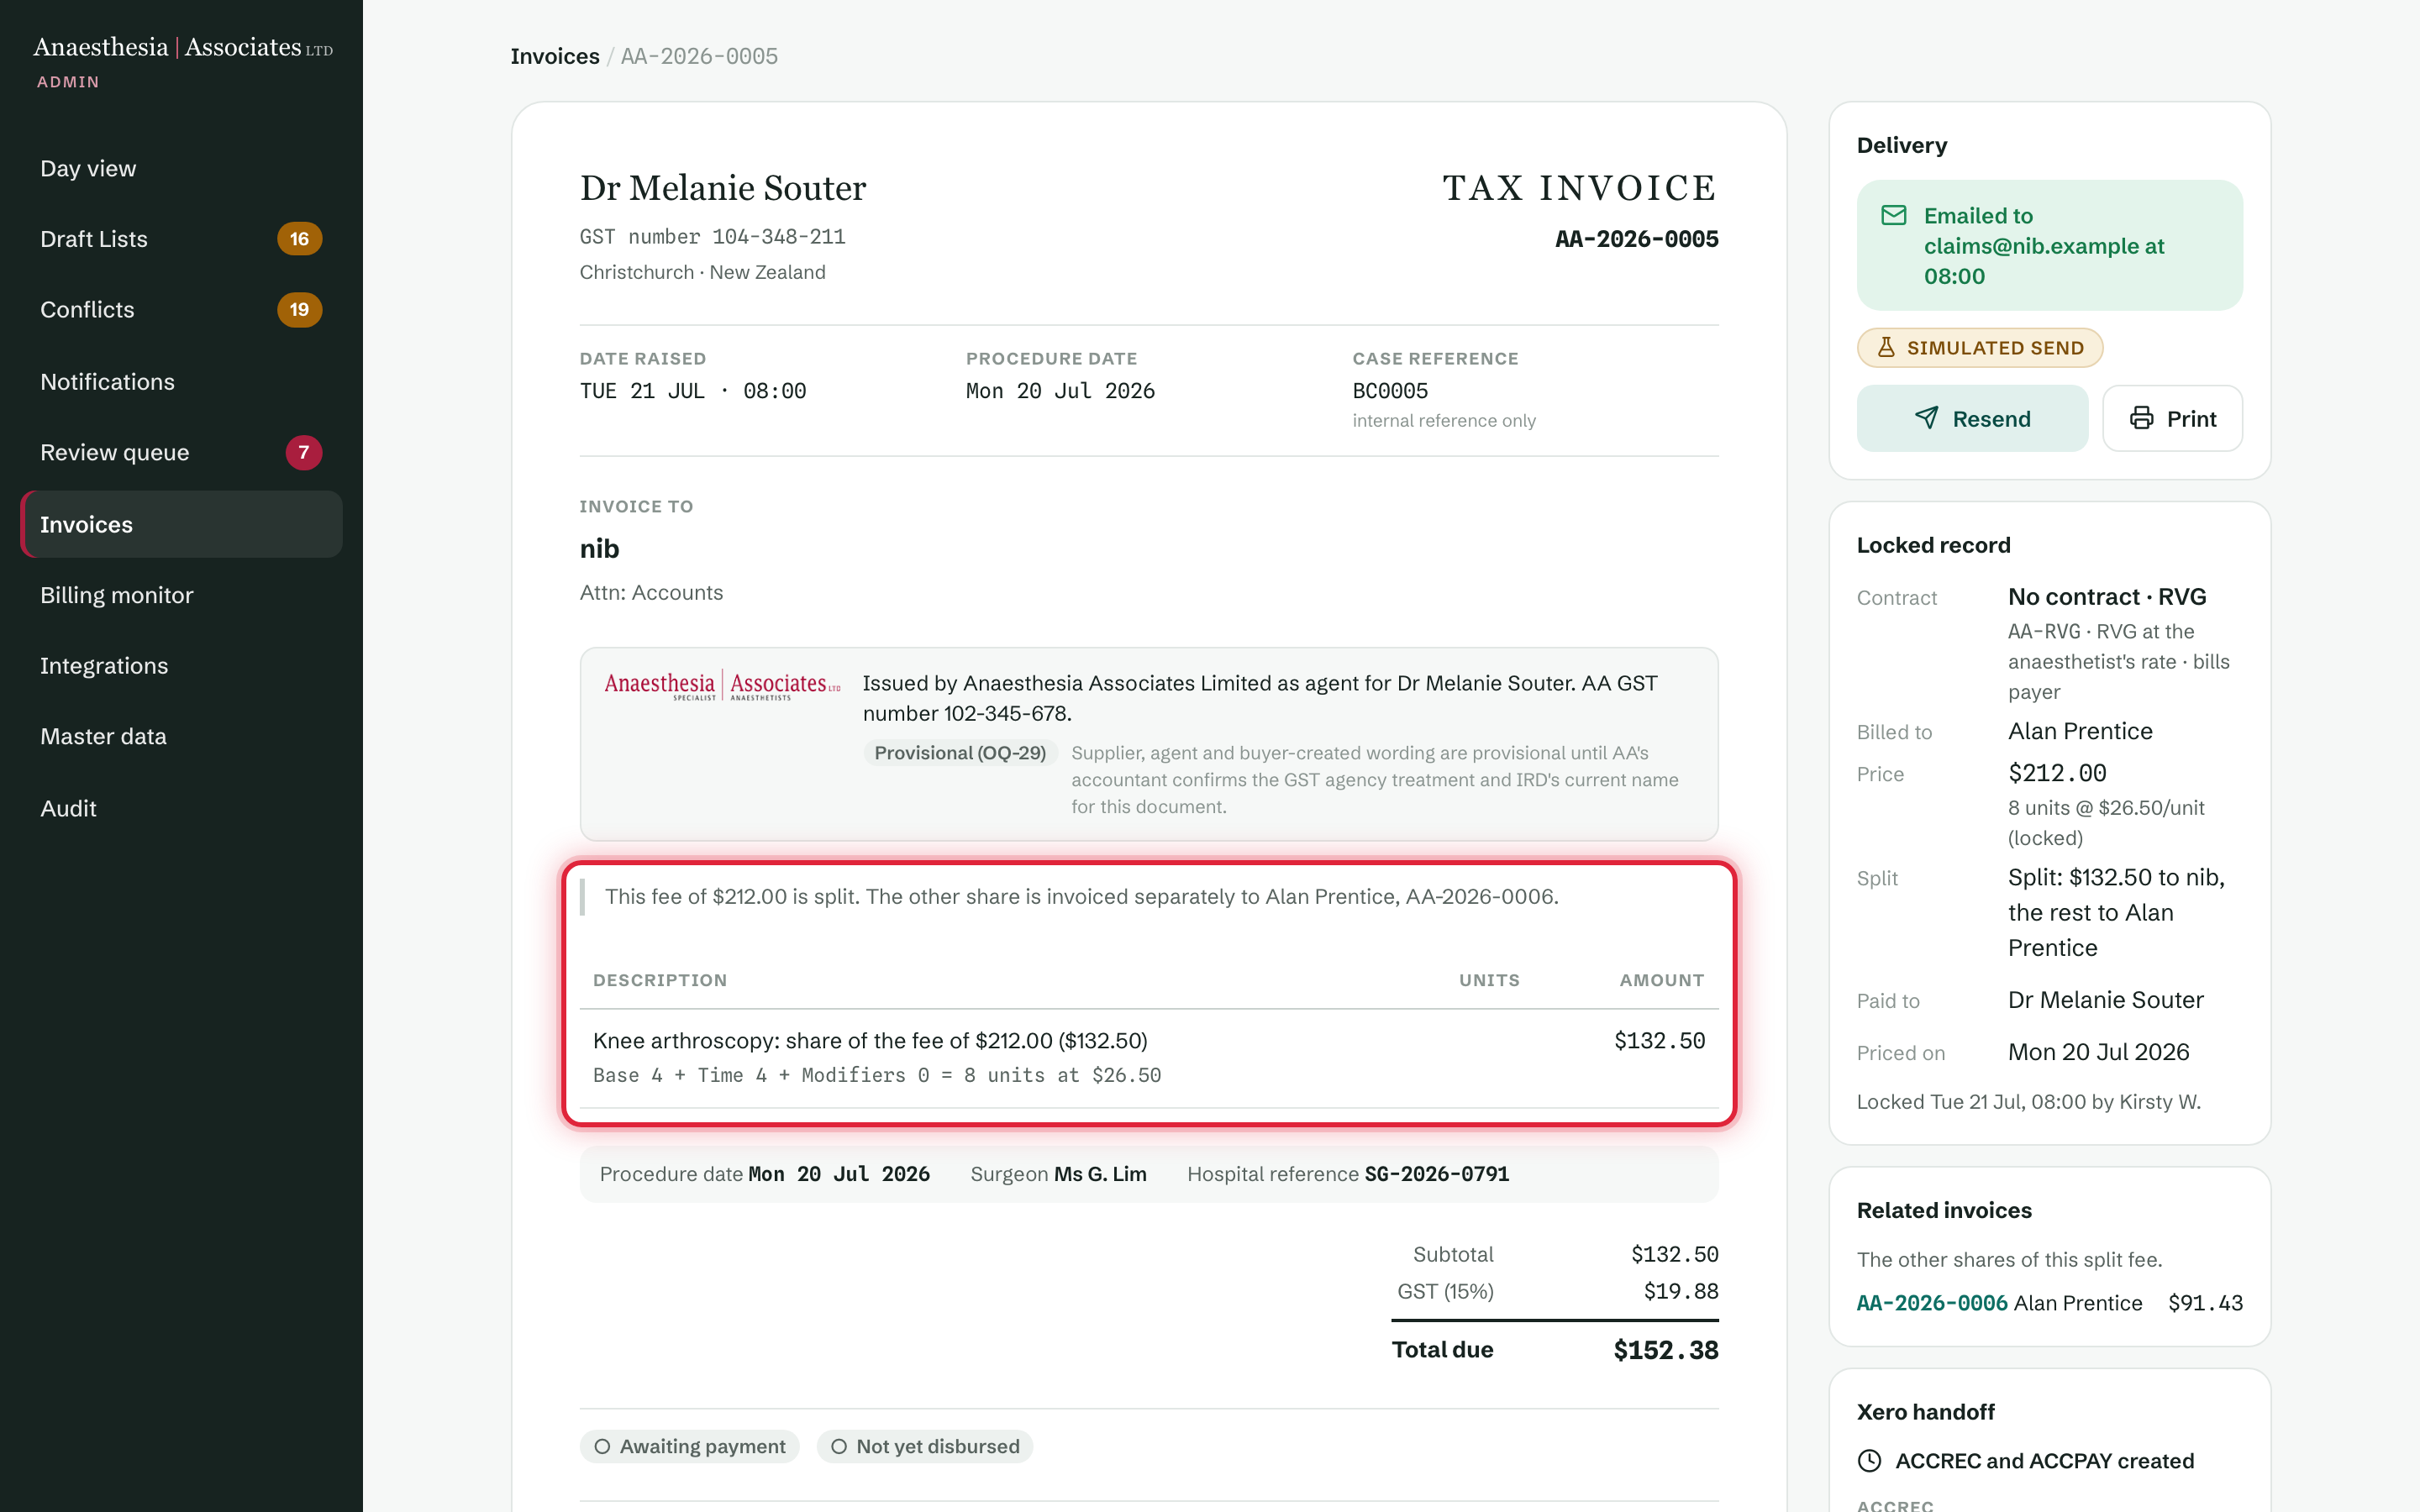 Anaesthesia | Associates LTD
ADMIN
Day view
Draft Lists 16
Conflicts 19
Notifications
Review queue 7
Invoices
Billing monitor
Integrations
Master data
Audit
Invoices / AA-2026-0005
Dr Melanie Souter
GST number 104-348-211
Christchurch · New Zealand
TAX INVOICE
AA-2026-0005
DATE RAISED
TUE 21 JUL · 08:00
PROCEDURE DATE
Mon 20 Jul 2026
CASE REFERENCE
BC0005
internal reference only
INVOICE TO
nib
Attn: Accounts
Anaesthesia | Associates LTD
SPECIALIST ANAESTHETISTS
Issued by Anaesthesia Associates Limited as agent for Dr Melanie Souter. AA GST
number 102-345-678.
Provisional (OQ-29)
Supplier, agent and buyer-created wording are provisional until AA's
accountant confirms the GST agency treatment and IRD's current name
for this document.
This fee of $212.00 is split. The other share is invoiced separately to Alan Prentice, AA-2026-0006.
DESCRIPTION UNITS AMOUNT
Knee arthroscopy: share of the fee of $212.00 ($132.50) $132.50
Base 4 + Time 4 + Modifiers 0 = 8 units at $26.50
Procedure date Mon 20 Jul 2026 Surgeon Ms G. Lim Hospital reference SG-2026-0791
Subtotal $132.50
GST (15%) $19.88
Total due $152.38
Awaiting payment Not yet disbursed
Delivery
Emailed to
claims@nib.example at
08:00
SIMULATED SEND
Resend Print
Locked record
Contract No contract · RVG
AA-RVG · RVG at the
anaesthetist's rate · bills
payer
Billed to Alan Prentice
Price $212.00
8 units @ $26.50/unit
(locked)
Split Split: $132.50 to nib,
the rest to Alan
Prentice
Paid to Dr Melanie Souter
Priced on Mon 20 Jul 2026
Locked Tue 21 Jul, 08:00 by Kirsty W.
Related invoices
The other shares of this split fee.
AA-2026-0006 Alan Prentice $91.43
Xero handoff
ACCREC and ACCPAY created
ACCREC